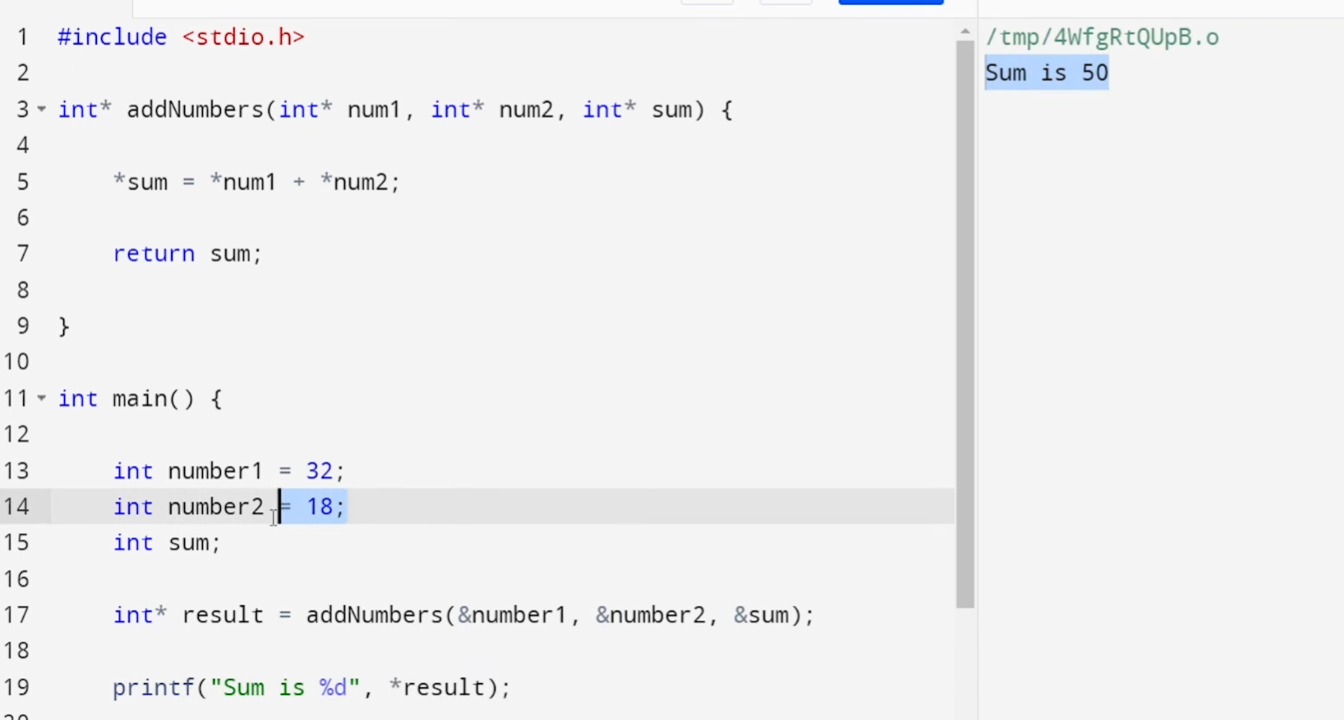 1 #include <stdio.h>
2
3 int* addNumbers(int* num1, int* num2, int* sum) {
4
5 *sum = *num1 + *num2;
6
7 return sum;
8
9 }
10
11 int main() {
12
13 int number1 = 32;
14 int number2 = 18;
15 int sum;
16
17 int* result = addNumbers(&number1, &number2, &sum);
18
19 printf("Sum is %d", *result);
/tmp/4WfgRtQUpB.o
Sum is 50